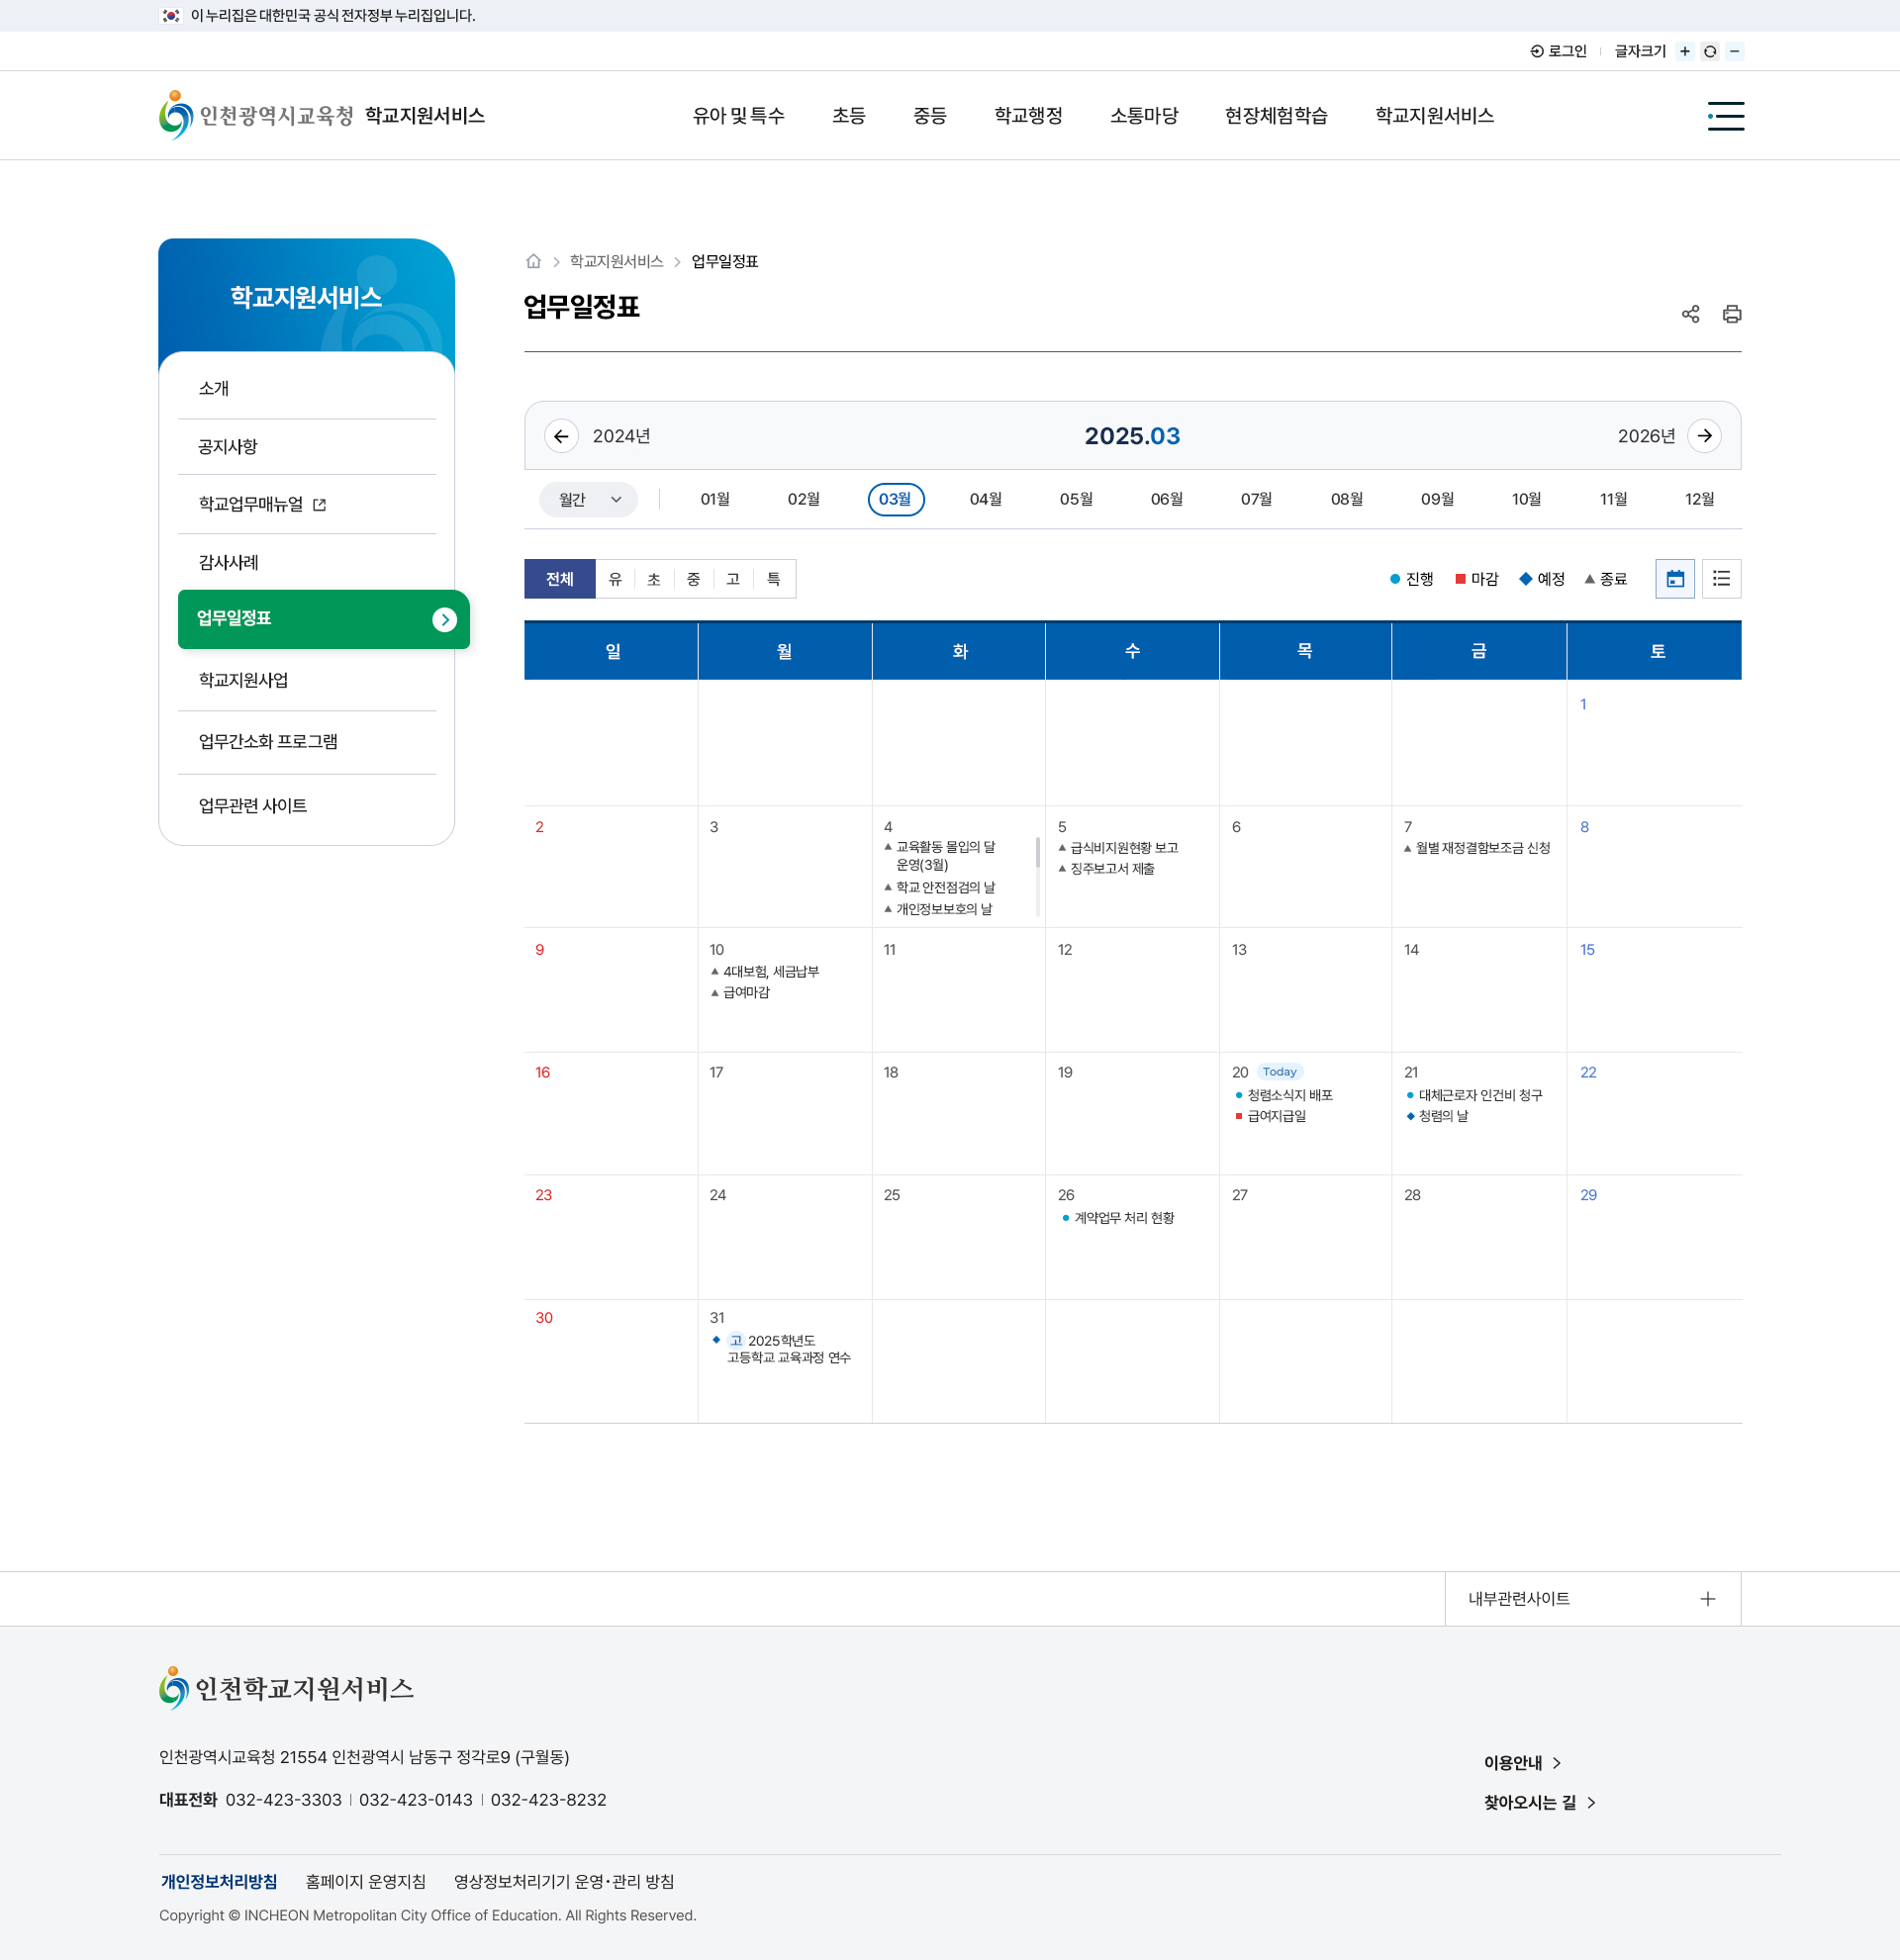 이 누리집은 대한민국 공식 전자정부 누리집입니다.
로그인 글자크기
인천광역시교육청 학교지원서비스
유아 및 특수 초등 중등 학교행정 소통마당 현장체험학습 학교지원서비스
학교지원서비스
소개
공지사항
학교업무매뉴얼
감사사례
업무일정표
학교지원사업
업무간소화 프로그램
업무관련 사이트
학교지원서비스 업무일정표
업무일정표
2024년 2025.03 2026년
월간 01월 02월 03월 04월 05월 06월 07월 08월 09월 10월 11월 12월
전체 유 초 중 고 특
진행 마감 예정 종료
일 월 화 수 목 금 토
1
2
3
4
교육활동 몰입의 달
운영(3월)
학교 안전점검의 날
개인정보보호의 날
5
급식비지원현황 보고
징주보고서 제출
6
7
월별 재정결함보조금 신청
8
9
10
4대보험, 세금납부
급여마감
11
12
13
14
15
16
17
18
19
20 Today
청렴소식지 배포
급여지급일
21
대체근로자 인건비 청구
청렴의 날
22
23
24
25
26
계약업무 처리 현황
27
28
29
30
31
고 2025학년도
고등학교 교육과정 연수
내부관련사이트
인천학교지원서비스
인천광역시교육청 21554 인천광역시 남동구 정각로9 (구월동)
대표전화 032-423-3303 032-423-0143 032-423-8232
이용안내
찾아오시는 길
개인정보처리방침 홈페이지 운영지침 영상정보처리기기 운영·관리 방침
Copyright © INCHEON Metropolitan City Office of Education. All Rights Reserved.